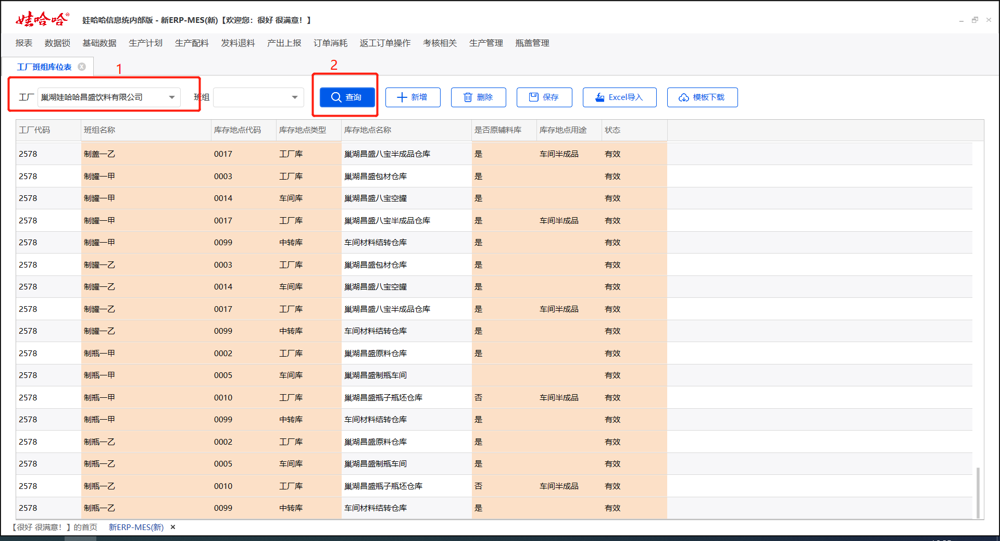 娃哈哈®
娃哈哈信息统内部版 - 新ERP-MES(新)【欢迎您：很好 很满意！】
报表 数据锁 基础数据 生产计划 生产配料 发料退料 产出上报 订单消耗 返工订单操作 考核相关 生产管理 瓶盖管理
工厂班组库位表
1
2
工厂 巢湖娃哈哈昌盛饮料有限公司 班组 查询 新增 删除 保存 Excel导入 模板下载
工厂代码 班组名称 库存地点代码 库存地点类型 库存地点名称 是否原辅料库 库存地点用途 状态
2578 制盖一乙 0017 工厂库 巢湖昌盛八宝半成品仓库 是 车间半成品 有效
2578 制罐一甲 0003 工厂库 巢湖昌盛包材仓库 是 有效
2578 制罐一甲 0014 车间库 巢湖昌盛八宝空罐 是 有效
2578 制罐一甲 0017 工厂库 巢湖昌盛八宝半成品仓库 是 车间半成品 有效
2578 制罐一甲 0099 中转库 车间材料结转仓库 是 有效
2578 制罐一乙 0003 工厂库 巢湖昌盛包材仓库 是 有效
2578 制罐一乙 0014 车间库 巢湖昌盛八宝空罐 是 有效
2578 制罐一乙 0017 工厂库 巢湖昌盛八宝半成品仓库 是 车间半成品 有效
2578 制罐一乙 0099 中转库 车间材料结转仓库 是 有效
2578 制瓶一甲 0002 工厂库 巢湖昌盛原料仓库 是 有效
2578 制瓶一甲 0005 车间库 巢湖昌盛制瓶车间 有效
2578 制瓶一甲 0010 工厂库 巢湖昌盛瓶子瓶坯仓库 否 车间半成品 有效
2578 制瓶一甲 0099 中转库 车间材料结转仓库 是 有效
2578 制瓶一乙 0002 工厂库 巢湖昌盛原料仓库 是 有效
2578 制瓶一乙 0005 车间库 巢湖昌盛制瓶车间 是 有效
2578 制瓶一乙 0010 工厂库 巢湖昌盛瓶子瓶坯仓库 否 车间半成品 有效
2578 制瓶一乙 0099 中转库 车间材料结转仓库 是 有效
【很好 很满意！】的首页 新ERP-MES(新)